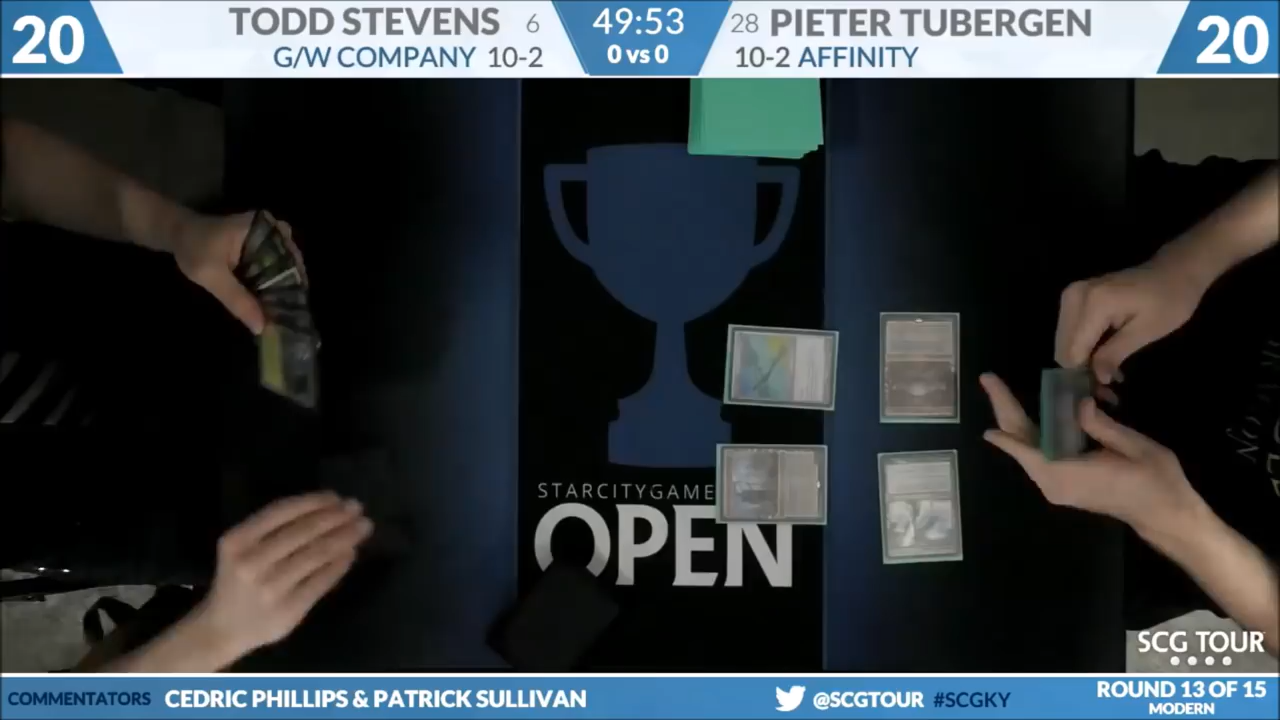 20
TODD STEVENS 6
G/W COMPANY 10-2
49:53
0 vs 0
28 PIETER TUBERGEN
10-2 AFFINITY
20
STARCITYGAME
OPEN
SCG TOUR
COMMENTATORS CEDRIC PHILLIPS & PATRICK SULLIVAN
@SCGTOUR #SCGKY
ROUND 13 OF 15
MODERN